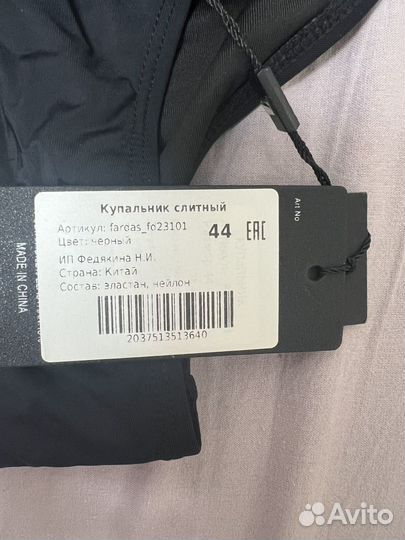 Купальник слитный
Артикул: fardas_fo23101
Цвет: черный
44 EAC
ИП Федякина Н.И.
Страна: Китай
Состав: эластан, нейлон
2037513513640
MADE IN CHINA
Art No
Avito